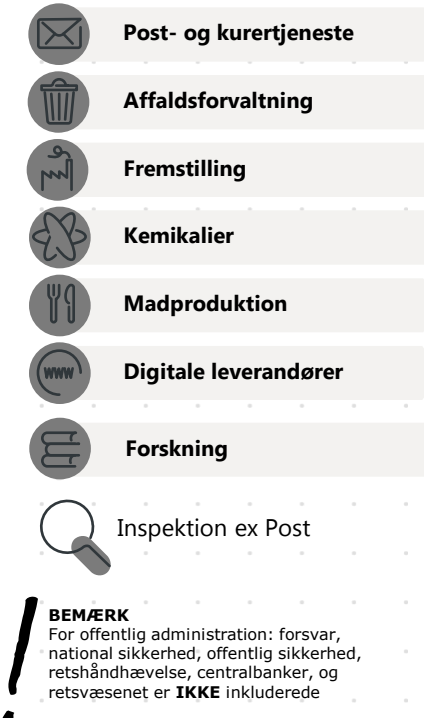 Post- og kurertjeneste
Affaldsforvaltning
Fremstilling
Kemikalier
Madproduktion
www
Digitale leverandører
Forskning
Inspektion ex Post
BEMÆRK
For offentlig administration: forsvar,
national sikkerhed, offentlig sikkerhed,
retshåndhævelse, centralbanker, og
retsvæsenet er IKKE inkluderede